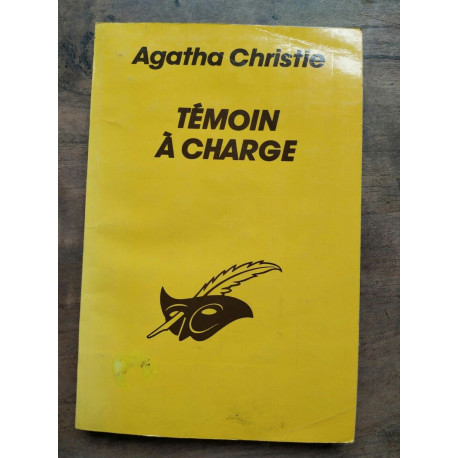 Agatha Christie
TÉMOIN
À CHARGE